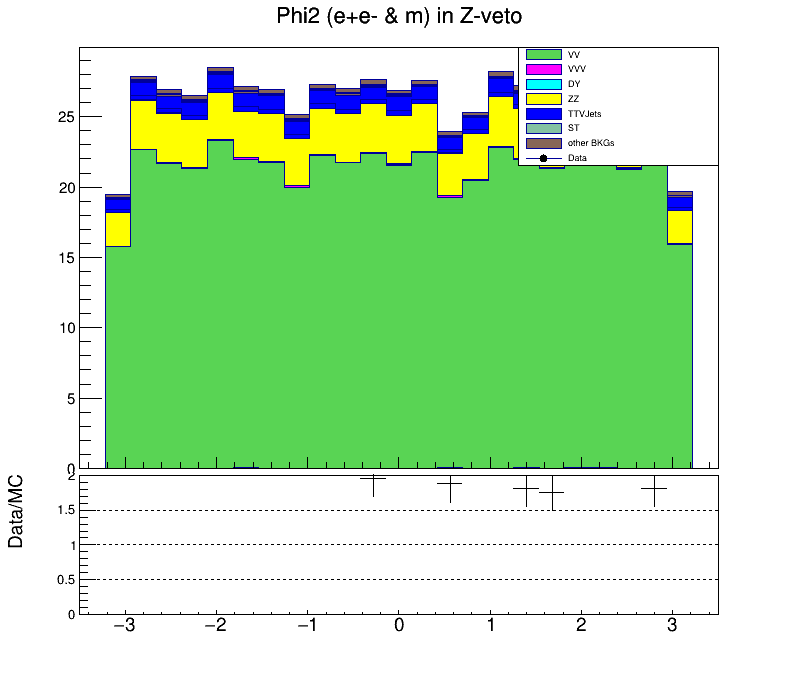 Phi2 (e+e- & m) in Z-veto
VV
VVV
DY
ZZ
TTVJets
ST
other BKGs
Data
25
20
15
10
5
0
Data/MC
2
1.5
1
0.5
0
−3 −2 −1 0 1 2 3